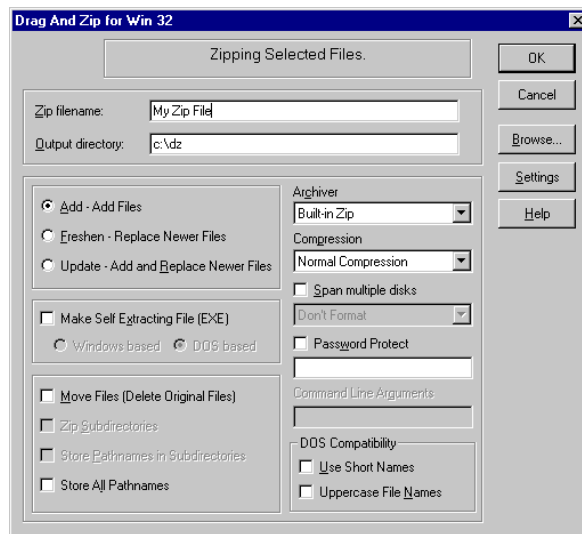 Drag And Zip for Win 32
Zipping Selected Files.
OK
Zip filename: My Zip File
Cancel
Output directory: c:\dz
Browse...
Settings
Help
Add - Add Files
Freshen - Replace Newer Files
Update - Add and Replace Newer Files
Make Self Extracting File (EXE)
Windows based DOS based
Move Files (Delete Original Files)
Zip Subdirectories
Store Pathnames in Subdirectories
Store All Pathnames
Archiver
Built-in Zip
Compression
Normal Compression
Span multiple disks
Don't Format
Password Protect
Command Line Arguments
DOS Compatibility
Use Short Names
Uppercase File Names